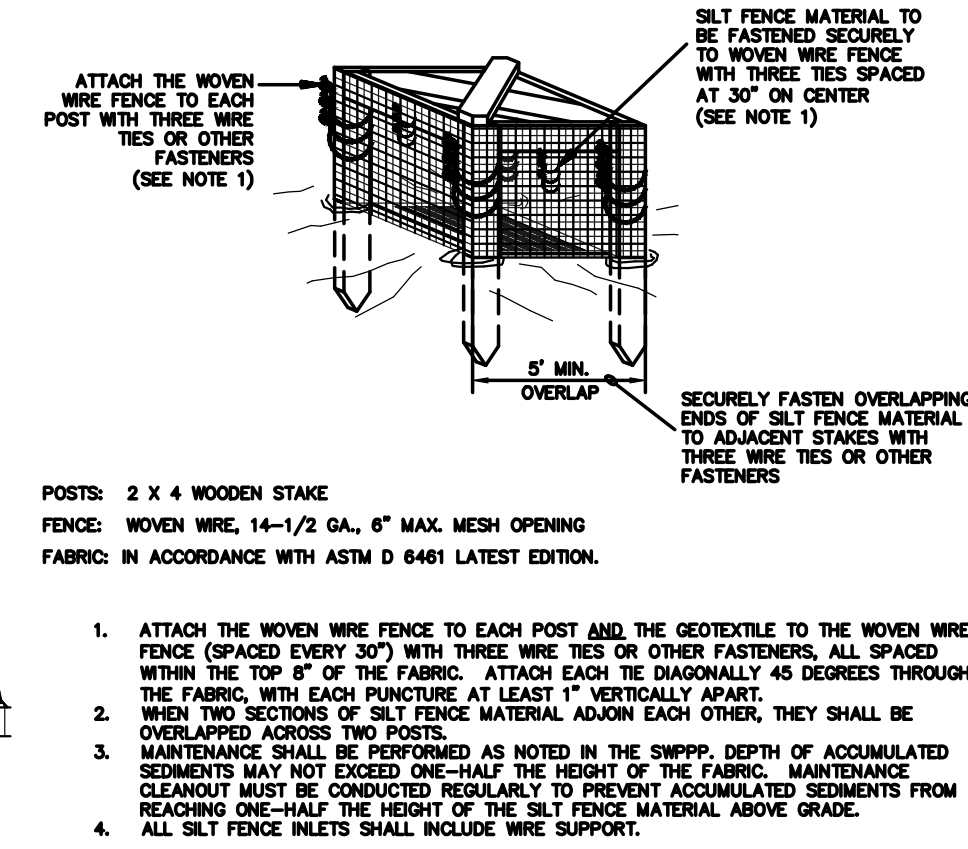 SILT FENCE MATERIAL TO
BE FASTENED SECURELY
TO WOVEN WIRE FENCE
WITH THREE TIES SPACED
AT 30" ON CENTER
(SEE NOTE 1)
ATTACH THE WOVEN
WIRE FENCE TO EACH
POST WITH THREE WIRE
TIES OR OTHER
FASTENERS
(SEE NOTE 1)
5' MIN.
OVERLAP
SECURELY FASTEN OVERLAPPING
ENDS OF SILT FENCE MATERIAL
TO ADJACENT STAKES WITH
THREE WIRE TIES OR OTHER
FASTENERS
POSTS: 2 X 4 WOODEN STAKE
FENCE: WOVEN WIRE, 14-1/2 GA., 6" MAX. MESH OPENING
FABRIC: IN ACCORDANCE WITH ASTM D 6461 LATEST EDITION.
1. ATTACH THE WOVEN WIRE FENCE TO EACH POST AND THE GEOTEXTILE TO THE WOVEN WIRE
FENCE (SPACED EVERY 30") WITH THREE WIRE TIES OR OTHER FASTENERS, ALL SPACED
WITHIN THE TOP 8" OF THE FABRIC. ATTACH EACH TIE DIAGONALLY 45 DEGREES THROUGH
THE FABRIC, WITH EACH PUNCTURE AT LEAST 1" VERTICALLY APART.
2. WHEN TWO SECTIONS OF SILT FENCE MATERIAL ADJOIN EACH OTHER, THEY SHALL BE
OVERLAPPED ACROSS TWO POSTS.
3. MAINTENANCE SHALL BE PERFORMED AS NOTED IN THE SWPPP. DEPTH OF ACCUMULATED
SEDIMENTS MAY NOT EXCEED ONE-HALF THE HEIGHT OF THE FABRIC. MAINTENANCE
CLEANOUT MUST BE CONDUCTED REGULARLY TO PREVENT ACCUMULATED SEDIMENTS FROM
REACHING ONE-HALF THE HEIGHT OF THE SILT FENCE MATERIAL ABOVE GRADE.
4. ALL SILT FENCE INLETS SHALL INCLUDE WIRE SUPPORT.